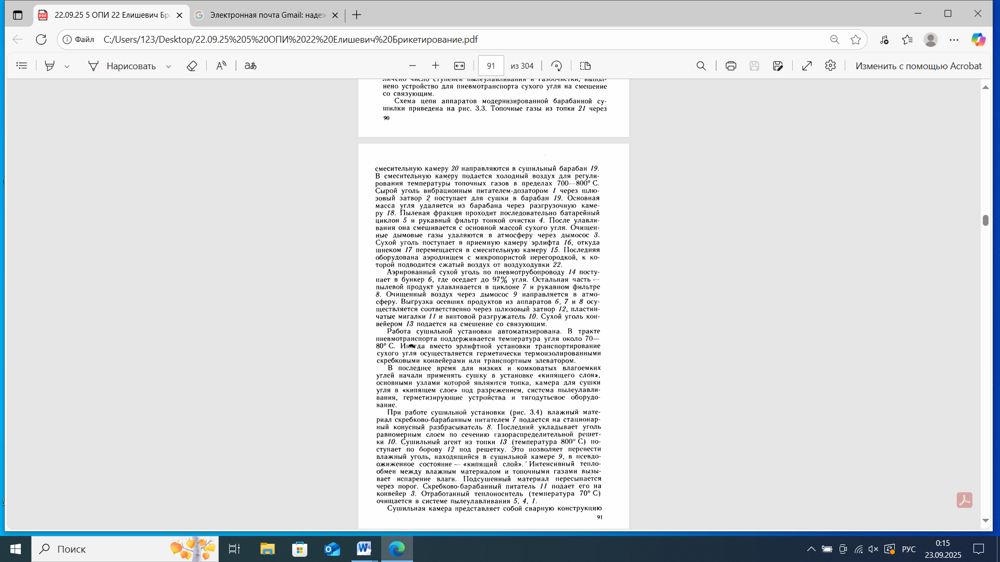 22.09.25 5 ОПИ 22 Елишевич Бри
Электронная почта Gmail: надеж
Файл
C:/Users/123/Desktop/22.09.25%205%20ОПИ%2022%20Елишевич%20Брикетирование.pdf
Нарисовать
91 из 304
Изменить с помощью Acrobat
личено число ступеней пылеулавливания и газоочистки, выпол-
нено устройство для пневмотранспорта сухого угля на смешение
со связующим.
Схема цепи аппаратов модернизированной барабанной су-
шилки приведена на рис. 3.3. Топочные газы из топки 21 через
90
смесительную камеру 20 направляются в сушильный барабан 19.
В смесительную камеру подается холодный воздух для регули-
рования температуры топочных газов в пределах 700—800° С.
Сырой уголь вибрационным питателем-дозатором 1 через шлю-
зовый затвор 2 поступает для сушки в барабан 19. Основная
масса угля удаляется из барабана через разгрузочную каме-
ру 18. Пылевая фракция проходит последовательно батарейный
циклон 5 и рукавный фильтр тонкой очистки 4. После улавли-
вания она смешивается с основной массой сухого угля. Очищен-
ные дымовые газы удаляются в атмосферу через дымосос 3.
Сухой уголь поступает в приемную камеру эрлифта 16, откуда
шнеком 17 перемещается в смесительную камеру 15. Последняя
оборудована аэроднищем с микропористой перегородкой, к ко-
торой подводится сжатый воздух от воздуходувки 22.
Аэрированный сухой уголь по пневмотрубопроводу 14 посту-
пает в бункер 6, где оседает до 97% угля. Остальная часть —
пылевой продукт улавливается в циклоне 7 и рукавном фильтре
8. Очищенный воздух через дымосос 9 направляется в атмо-
сферу. Выгрузка осевших продуктов из аппаратов 6, 7 и 8 осу-
ществляется соответственно через шлюзовый затвор 12, пластин-
чатые мигалки 11 и винтовой разгружатель 10. Сухой уголь кон-
вейером 13 подается на смешение со связующим.
Работа сушильной установки автоматизирована. В тракте
пневмотранспорта поддерживается температура угля около 70—
80° С. Иногда вместо эрлифтной установки транспортирование
сухого угля осуществляется герметически термоизолированными
скребковыми конвейерами или транспортным элеватором.
В последнее время для вязких и комковатых влагоемких
углей начали применять сушку в установке «кипящего слоя»,
основными узлами которой являются топка, камера для сушки
угля в «кипящем слое» под разрежением, система пылеулавли-
вания, герметизирующие устройства и тягодутьевое оборудо-
вание.
При работе сушильной установки (рис. 3.4) влажный мате-
риал скребково-барабанным питателем 7 подается на стационар-
ный конусный разбрасыватель 8. Последний укладывает уголь
равномерным слоем по сечению газораспределительной решет-
ки 10. Сушильный агент из топки 13 (температура 800° С) по-
ступает по борову 12 под решетку. Это позволяет перевести
влажный уголь, находящийся в сушильной камере 9, в псевдо-
ожиженное состояние — «кипящий слой». Интенсивный тепло-
обмен между влажным материалом и топочными газами вызы-
вает испарение влаги. Подсушенный материал пересыпается
через порог. Скребково-барабанный питатель 11 подает его на
конвейер 3. Отработанный теплоноситель (температура 70° С)
очищается в системе пылеулавливания 5, 4, 1.
Сушильная камера представляет собой сварную конструкцию
91
Поиск
РУС
0:15
23.09.2025